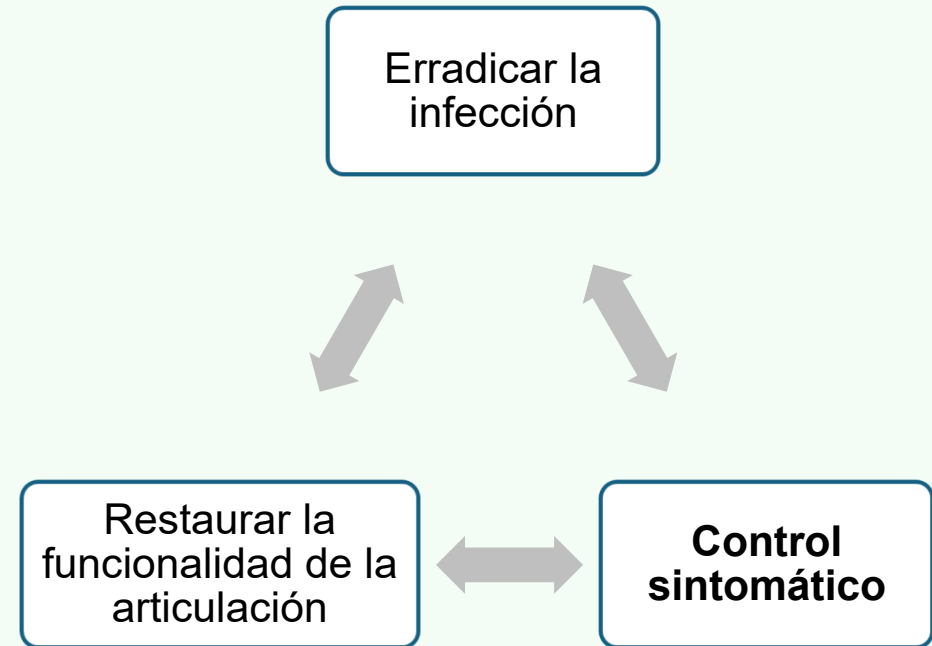 Erradicar la
infección
Restaurar la
funcionalidad de la
articulación
Control
sintomático